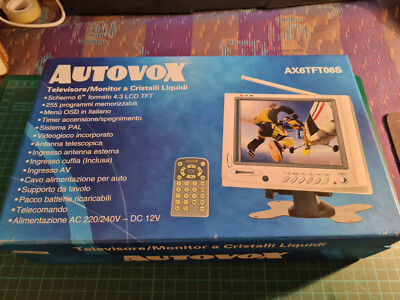 AUTOVOX
AX6TFT06S
Televisore/Monitor a Cristalli Liquidi
• Schermo 6" formato 4:3 LCD TFT
• 255 programmi memorizzabili
• Menù OSD in italiano
• Timer accensione/spegnimento
• Sistema PAL
• Videogioco incorporato
• Antenna telescopica
• Ingresso antenna esterna
• Ingresso cuffia (Inclusa)
• Ingresso AV
• Cavo alimentazione per auto
• Supporto da tavolo
• Pacco batterie ricaricabili
• Telecomando
• Alimentazione AC 220/240V – DC 12V
Televisore/Monitor a Cristalli Liquidi